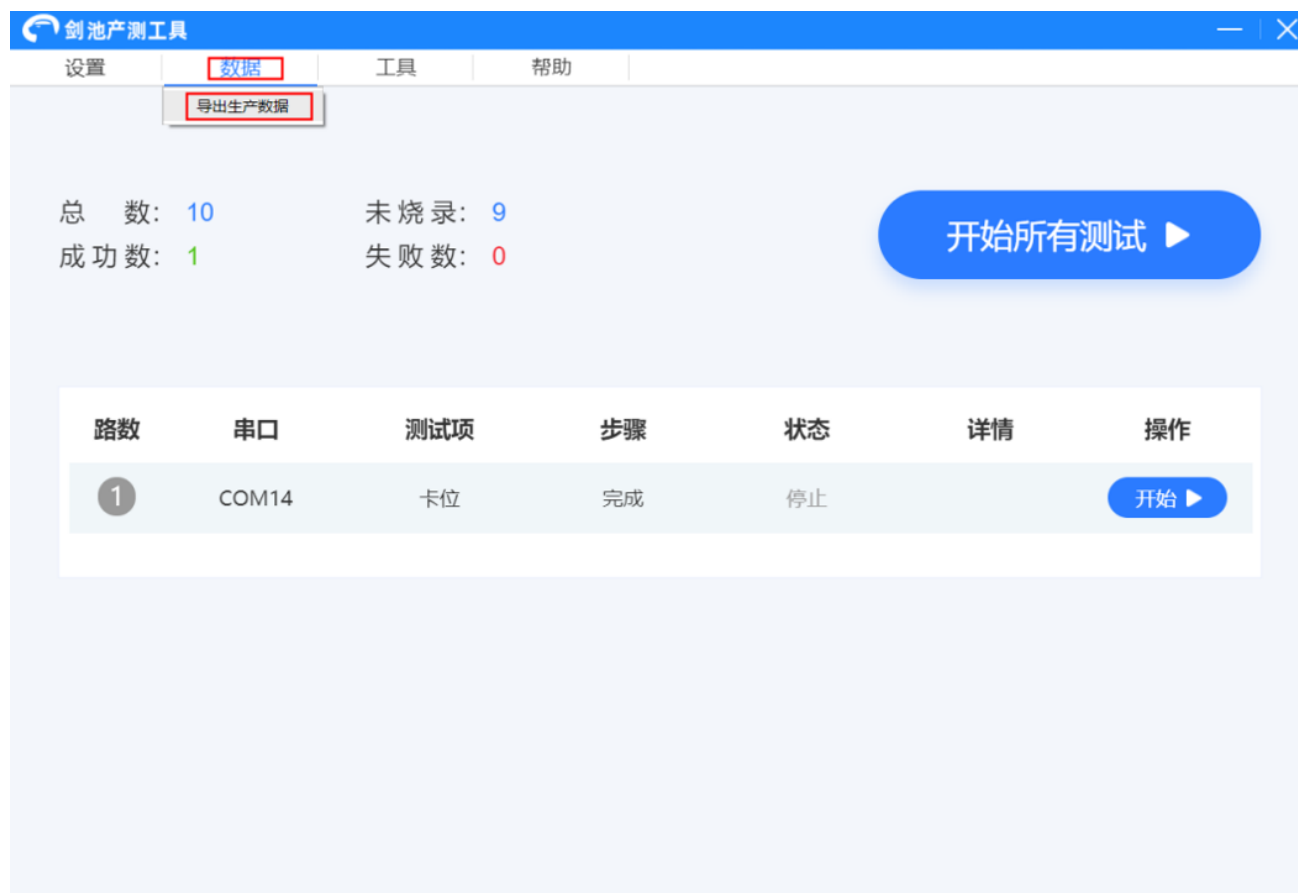 剑池产测工具
设置 数据 工具 帮助
导出生产数据
总 数: 10 未烧录: 9
成功数: 1 失败数: 0
开始所有测试
路数 串口 测试项 步骤 状态 详情 操作
1 COM14 卡位 完成 停止 开始